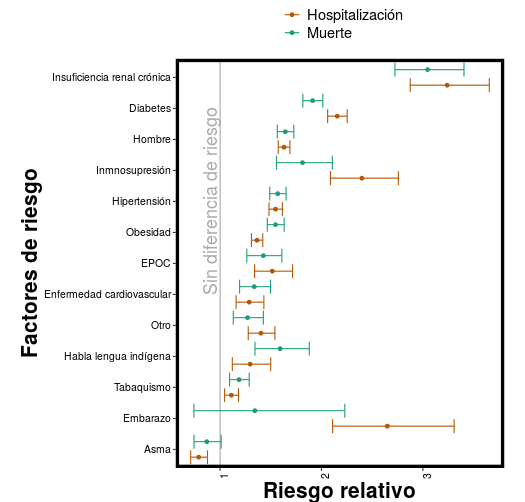 Hospitalización
Muerte
Insuficiencia renal crónica
Diabetes
Hombre
Inmnosupresión
Hipertensión
Obesidad
EPOC
Enfermedad cardiovascular
Otro
Habla lengua indígena
Tabaquismo
Embarazo
Asma
Factores de riesgo
Sin diferencia de riesgo
1
2
3
Riesgo relativo